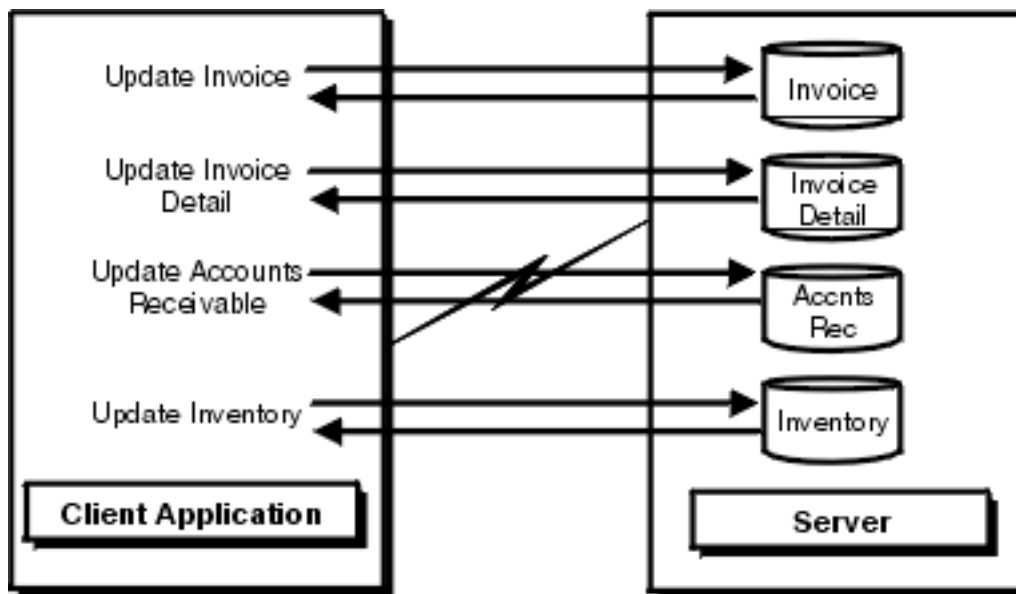 Update Invoice
Invoice
Update Invoice
Detail
Invoice
Detail
Update Accounts
Receivable
Accnts
Rec
Update Inventory
Inventory
Client Application
Server